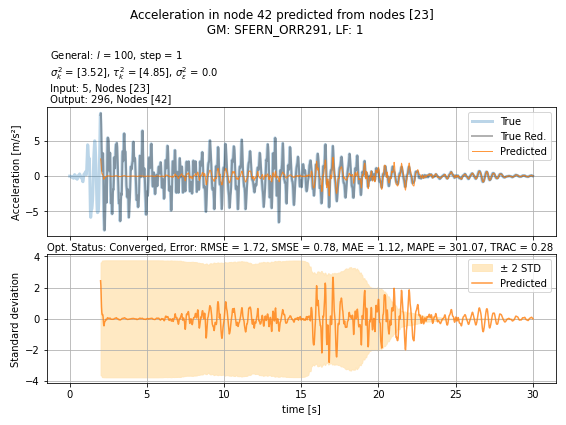 Acceleration in node 42 predicted from nodes [23]
GM: SFERN_ORR291, LF: 1
General: l = 100, step = 1
σ²ₖ = [3.52], τ²ₖ = [4.85], σ²ε = 0.0
Input: 5, Nodes [23]
Output: 296, Nodes [42]
Acceleration [m/s²]
5
0
−5
True
True Red.
Predicted
Opt. Status: Converged, Error: RMSE = 1.72, SMSE = 0.78, MAE = 1.12, MAPE = 301.07, TRAC = 0.28
Standard deviation
4
2
0
−2
−4
± 2 STD
Predicted
0 5 10 15 20 25 30
time [s]